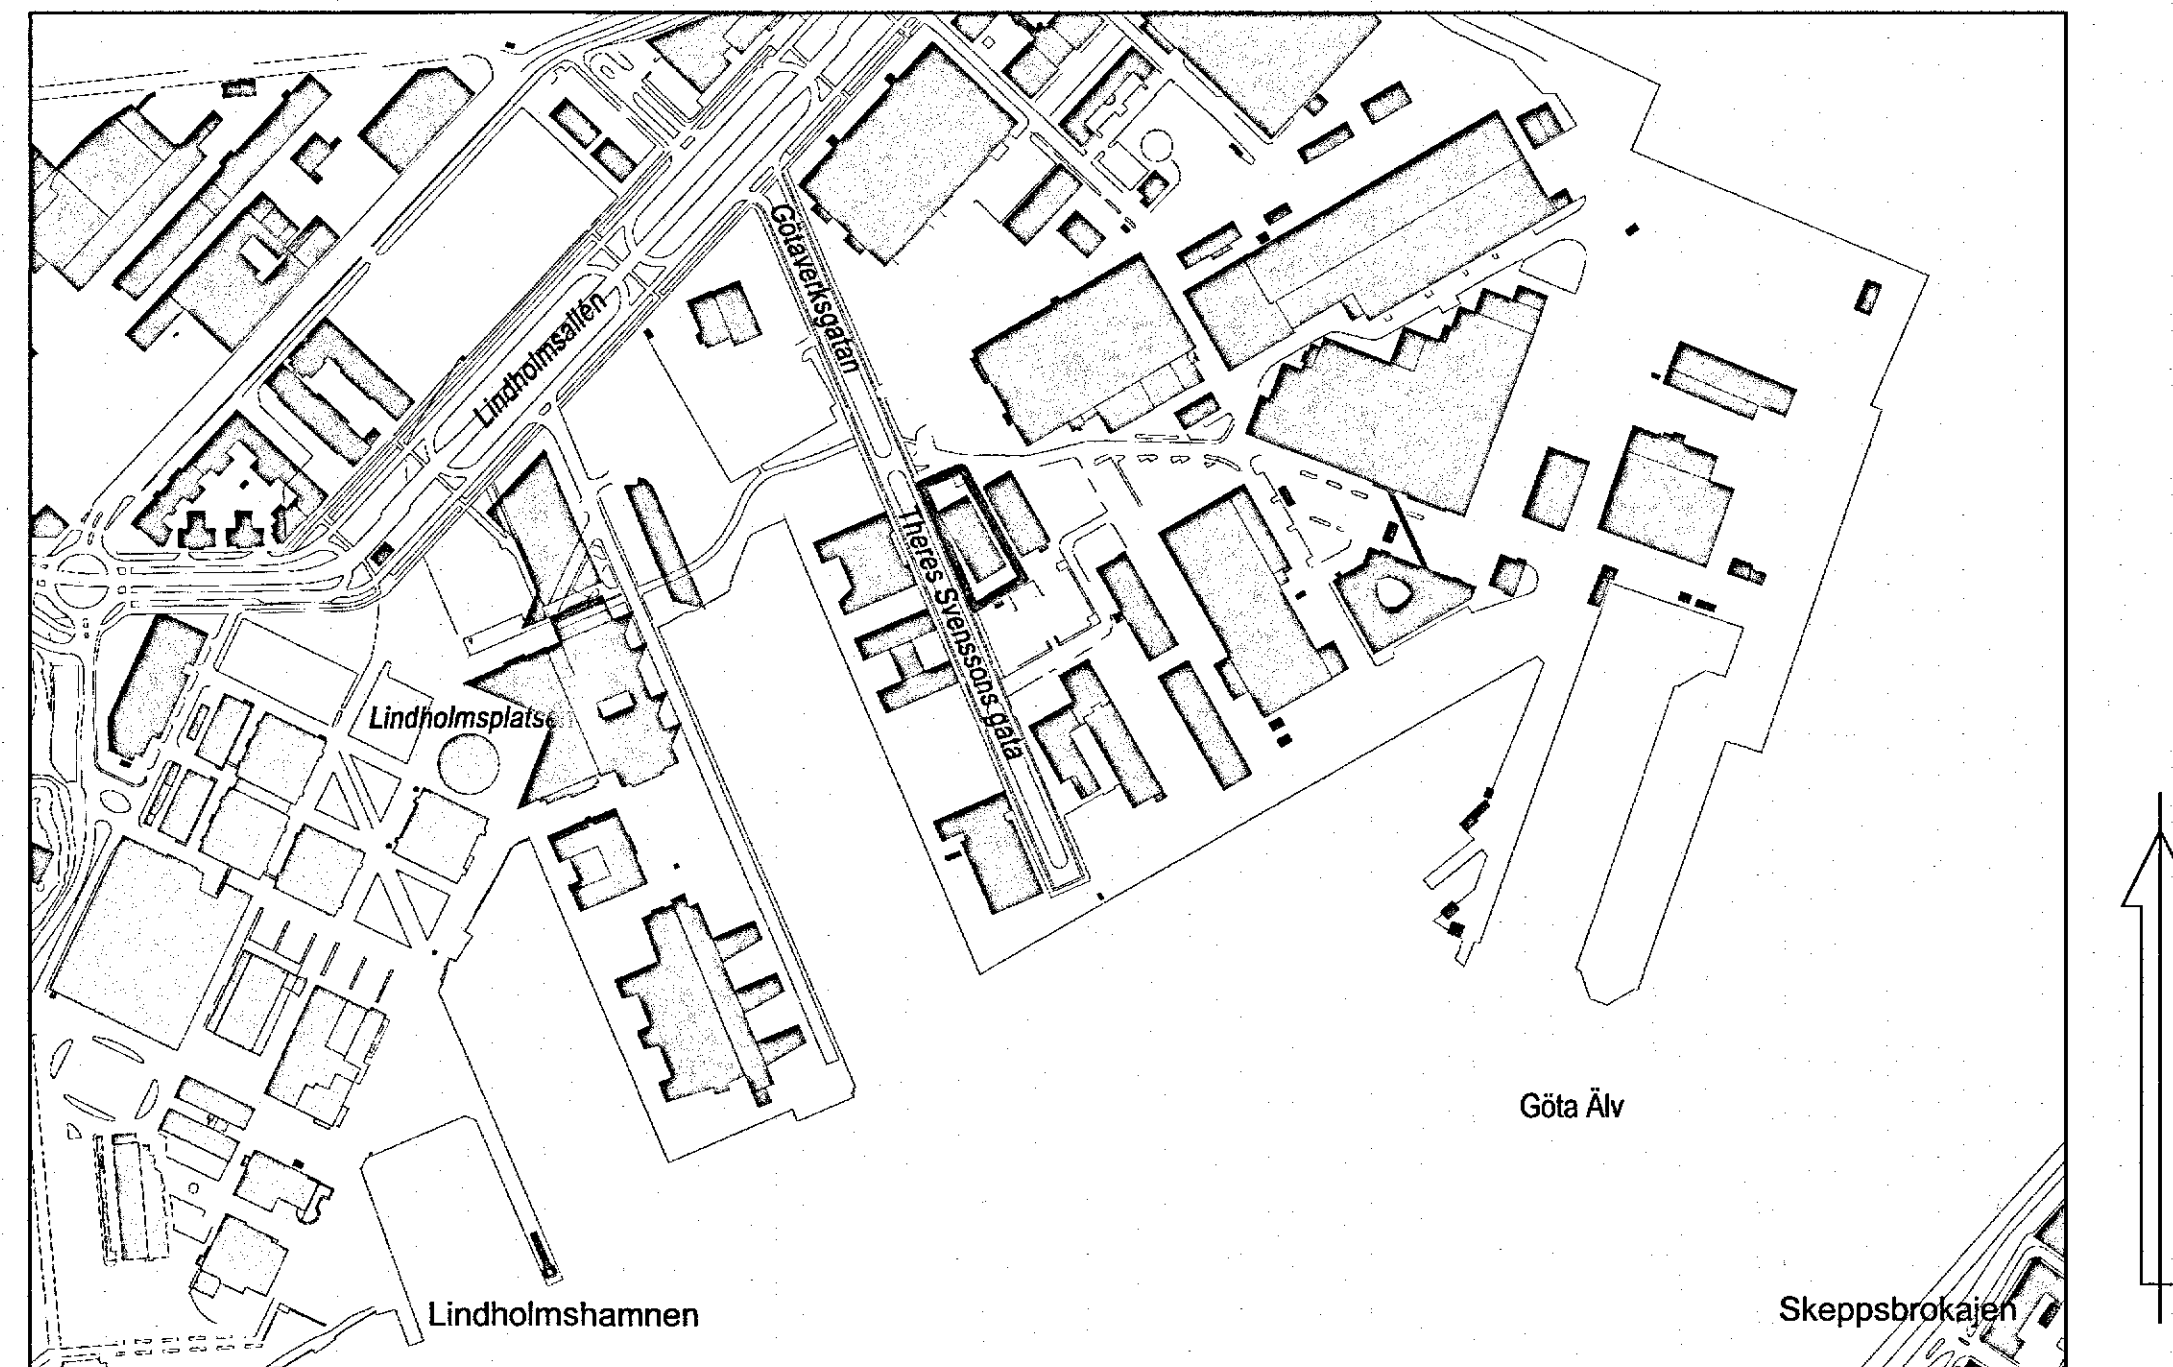 Götaverksgatan
Lindholmsallén
Theres Svenssons gata
Lindholmsplatsen
Göta Älv
Lindholmshamnen
Skeppsbrokajen